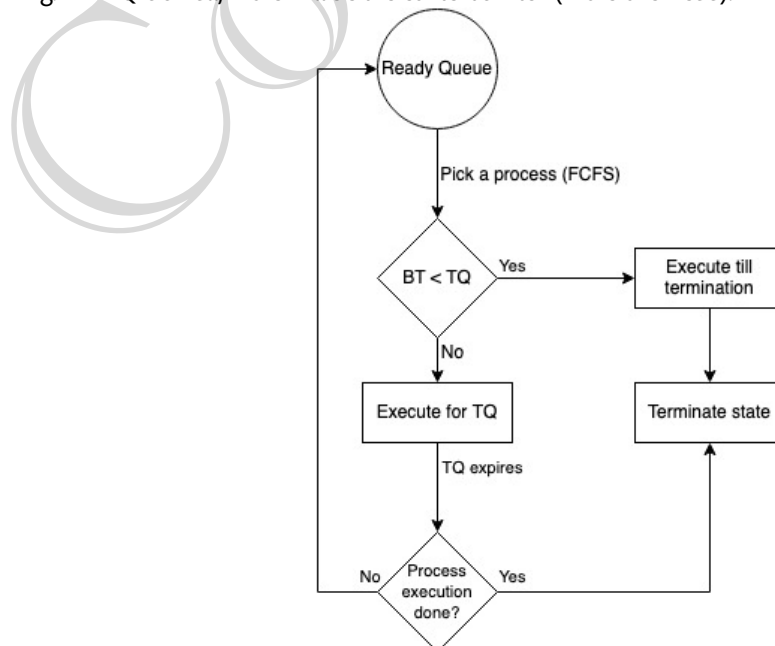 Ready Queue
Pick a process (FCFS)
BT < TQ
Yes
Execute till
termination
No
Execute for TQ
Terminate state
TQ expires
No
Process
execution
done?
Yes